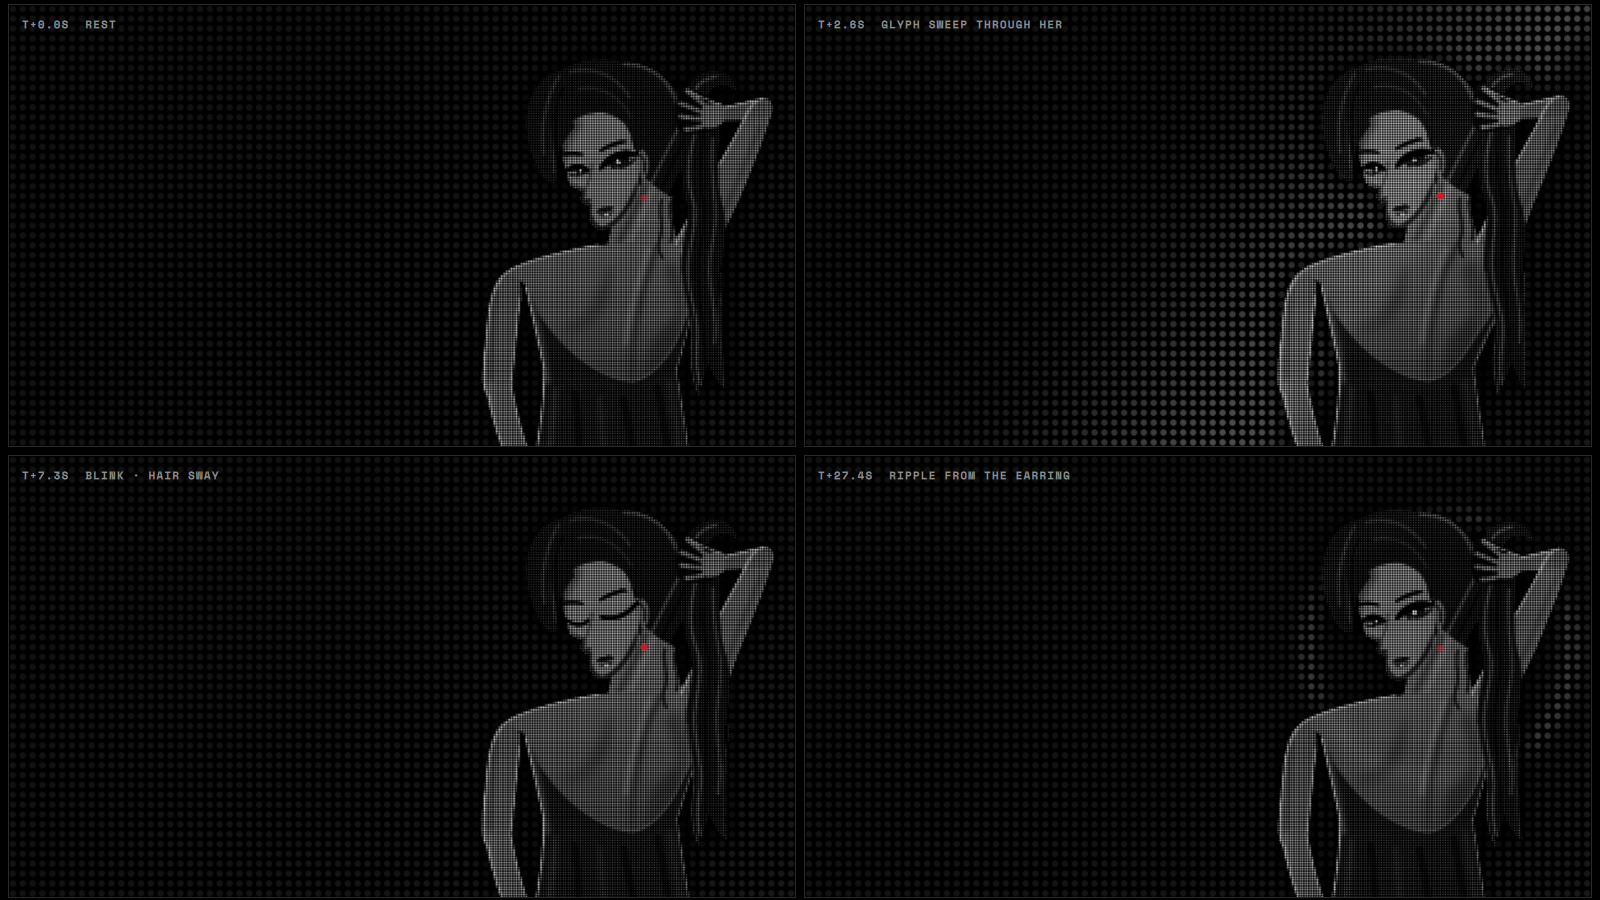 T+0.0S REST
T+2.6S GLYPH SWEEP THROUGH HER
T+7.3S BLINK · HAIR SWAY
T+27.4S RIPPLE FROM THE EARRING